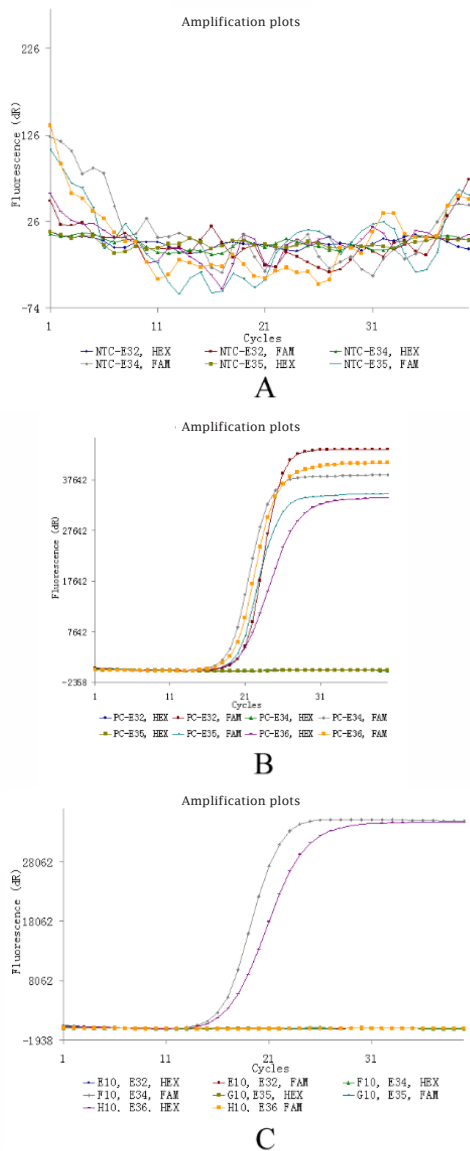 Amplification plots
Fluorescence (dR)
226
126
26
-74
1 11 21 31
Cycles
NTC-E32, HEX NTC-E32, FAM NTC-E34, HEX
NTC-E34, FAM NTC-E35, HEX NTC-E35, FAM
A
Amplification plots
Fluorescence (dR)
37642
27642
17642
7642
-2358
1 11 21 31
Cycles
PC-E32, HEX PC-E32, FAM PC-E34, HEX PC-E34, FAM
PC-E35, HEX PC-E35, FAM PC-E36, HEX PC-E36, FAM
B
Amplification plots
Fluorescence (dR)
28062
18062
8062
-1938
1 11 21 31
Cycles
E10, E32, HEX E10, E32, FAM F10, E34, HEX
F10, E34, FAM G10, E35, HEX G10, E35, FAM
H10. E36. HEX H10. E36 FAM
C